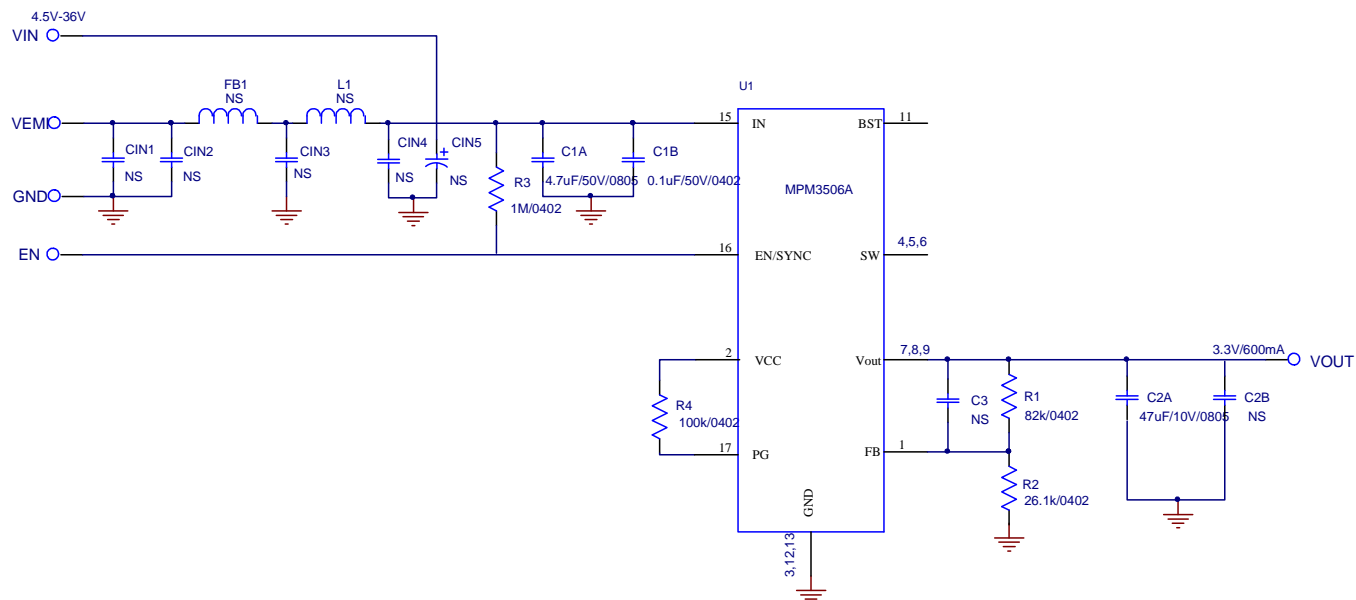 4.5V-36V
VIN
FB1
NS
L1
NS
U1
VEMI
15
IN
BST
11
CIN1
NS
CIN2
NS
CIN3
NS
CIN4
NS
CIN5
NS
+
R3
1M/0402
C1A
4.7uF/50V/0805
C1B
0.1uF/50V/0402
MPM3506A
GND
EN
16
EN/SYNC
SW
4,5,6
2
VCC
Vout
7,8,9
3.3V/600mA
VOUT
R4
100k/0402
C3
NS
R1
82k/0402
C2A
47uF/10V/0805
C2B
NS
17
PG
FB
1
R2
26.1k/0402
GND
3,12,13